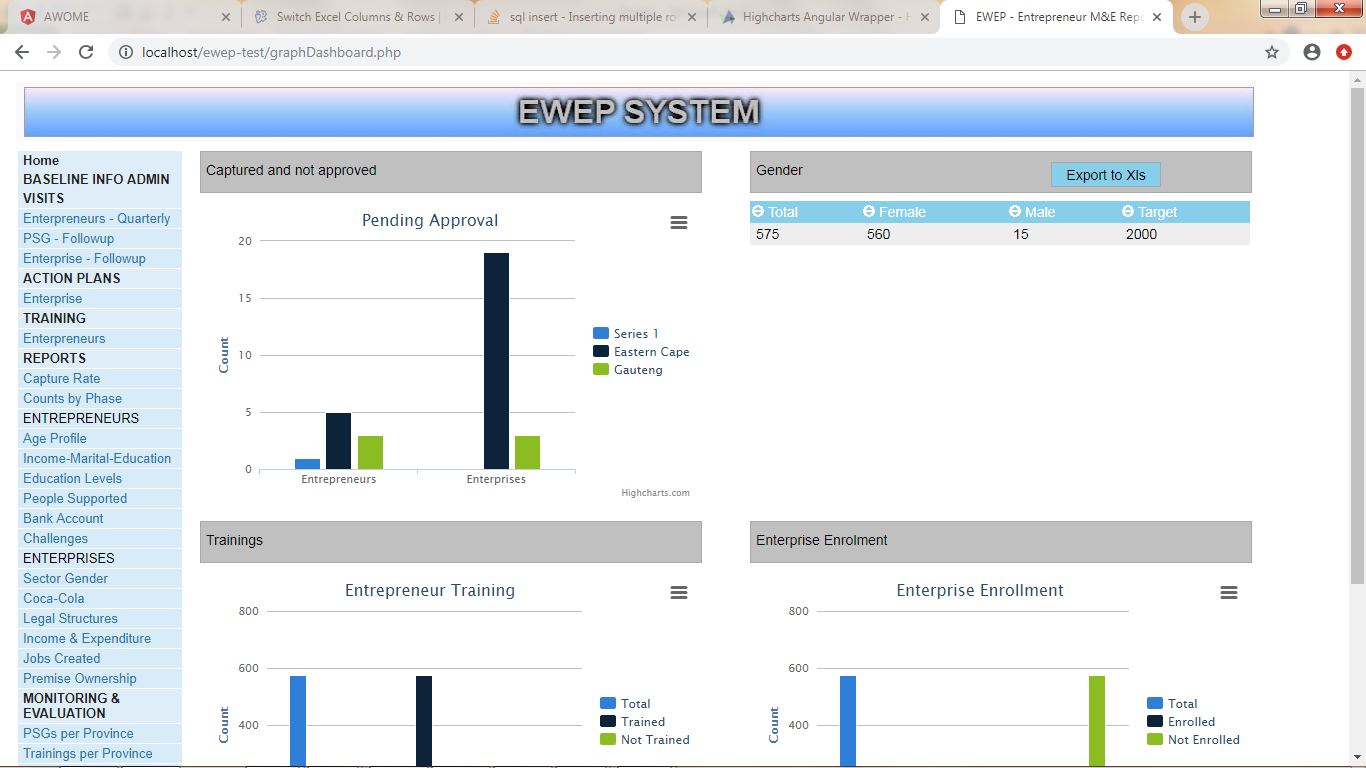 AWOME
Switch Excel Columns & Rows |
sql insert - Inserting multiple ro
Highcharts Angular Wrapper - H
EWEP - Entrepreneur M&E Repo
localhost/ewep-test/graphDashboard.php
EWEP SYSTEM
Home
BASELINE INFO ADMIN
VISITS
Enterpreneurs - Quarterly
PSG - Followup
Enterprise - Followup
ACTION PLANS
Enterprise
TRAINING
Enterpreneurs
REPORTS
Capture Rate
Counts by Phase
ENTREPRENEURS
Age Profile
Income-Marital-Education
Education Levels
People Supported
Bank Account
Challenges
ENTERPRISES
Sector Gender
Coca-Cola
Legal Structures
Income & Expenditure
Jobs Created
Premise Ownership
MONITORING &
EVALUATION
PSGs per Province
Trainings per Province
Captured and not approved
Pending Approval
20
15
10
5
0
Count
Entrepreneurs
Enterprises
Series 1
Eastern Cape
Gauteng
Highcharts.com
Gender
Export to Xls
Total Female Male Target
575 560 15 2000
Trainings
Entrepreneur Training
800
600
400
Count
Total
Trained
Not Trained
Enterprise Enrolment
Enterprise Enrollment
800
600
400
Count
Total
Enrolled
Not Enrolled